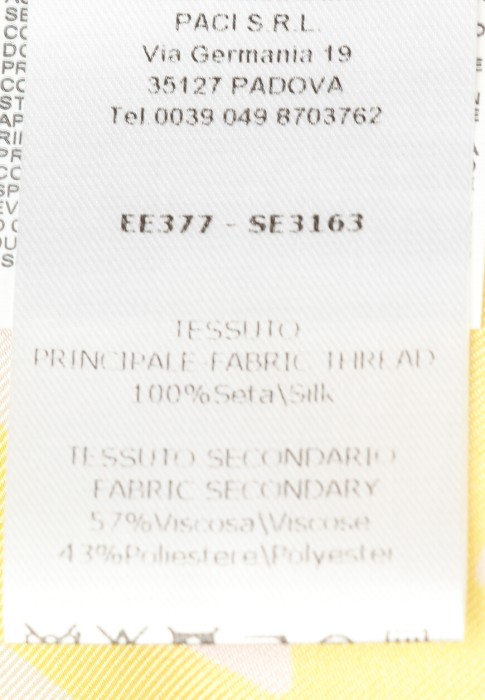 PACI S.R.L.
Via Germania 19
35127 PADOVA
Tel 0039 049 8703762
EE377 - SE3163
TESSUTO
PRINCIPALE-FABRIC THREAD
100%Seta\Silk
TESSUTO SECONDARIO
FABRIC SECONDARY
57%Viscosa\Viscose
43%Poliestere\Polyester